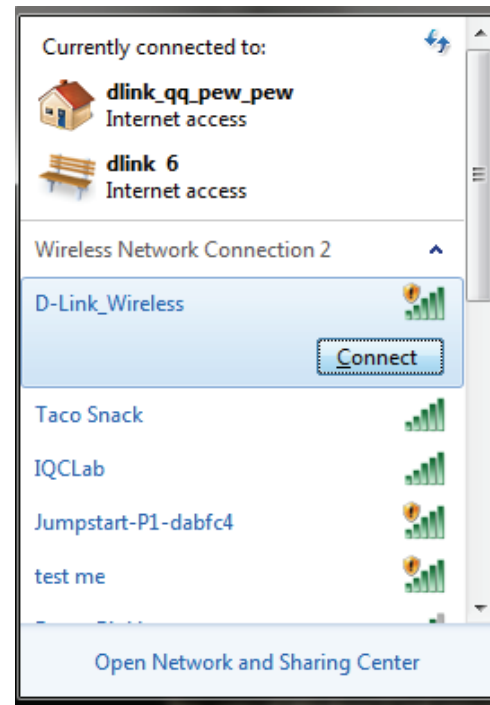 Currently connected to:
dlink_qq_pew_pew
Internet access
dlink 6
Internet access
Wireless Network Connection 2
D-Link_Wireless
Connect
Taco Snack
IQCLab
Jumpstart-P1-dabfc4
test me
Open Network and Sharing Center